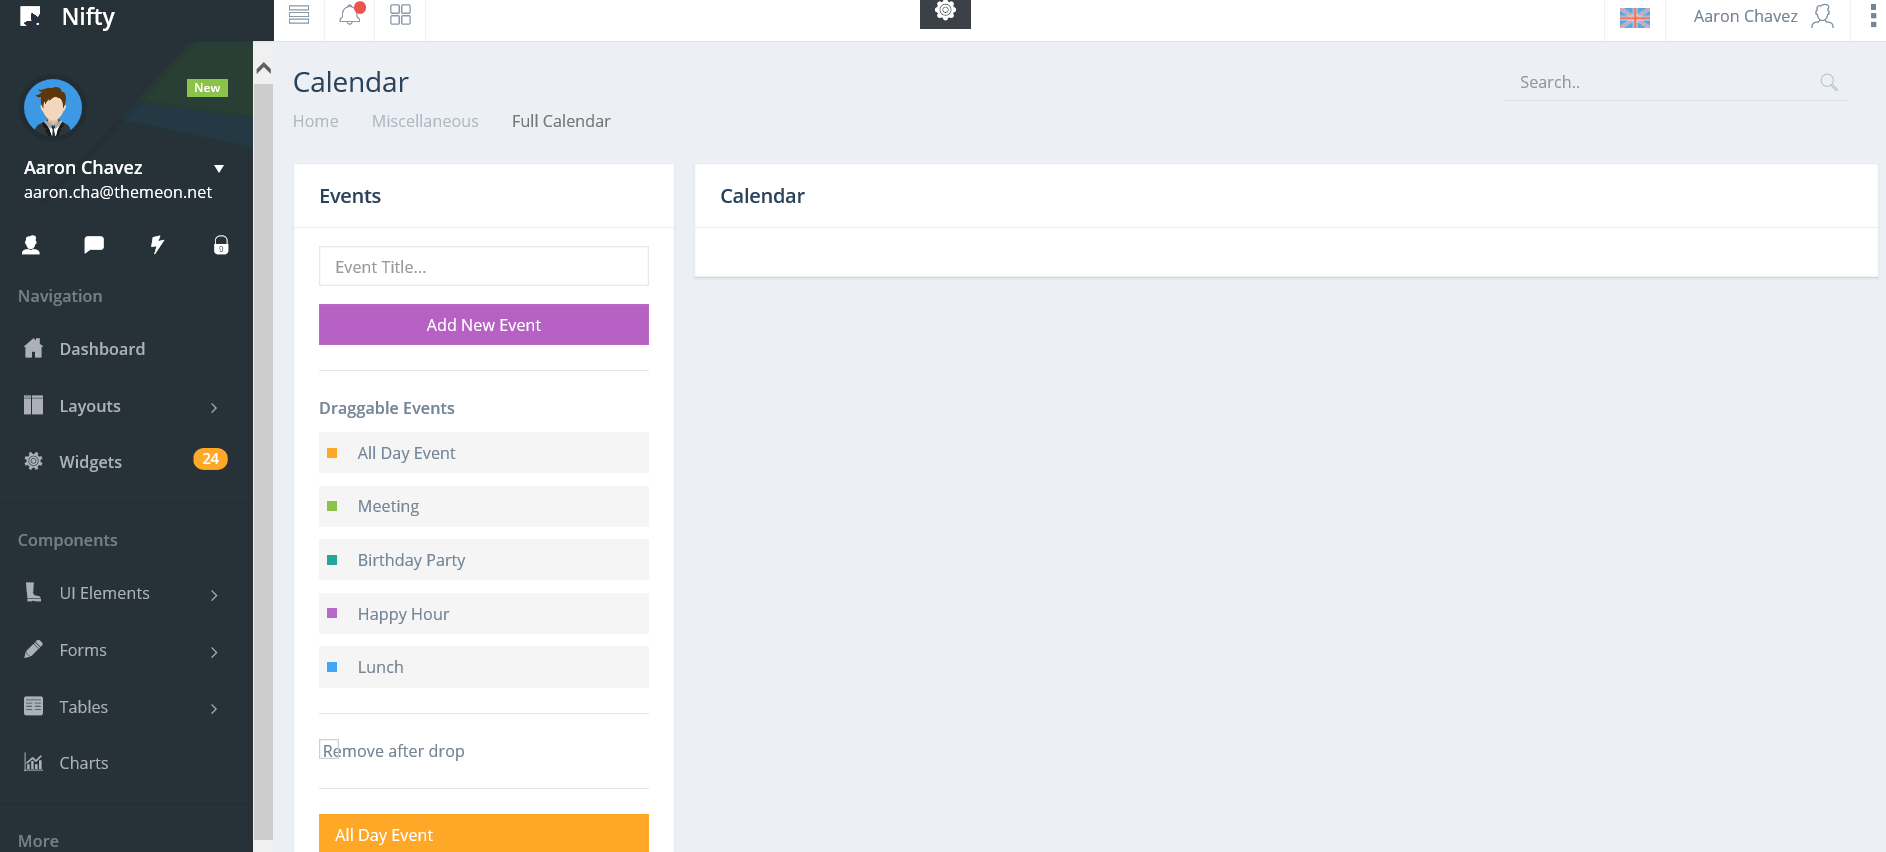 Nifty
Aaron Chavez
New
Aaron Chavez
aaron.cha@themeon.net
Navigation
Dashboard
Layouts
Widgets
24
Components
UI Elements
Forms
Tables
Charts
More
Calendar
Search..
Home
Miscellaneous
Full Calendar
Events
Event Title...
Add New Event
Draggable Events
All Day Event
Meeting
Birthday Party
Happy Hour
Lunch
Remove after drop
All Day Event
Calendar